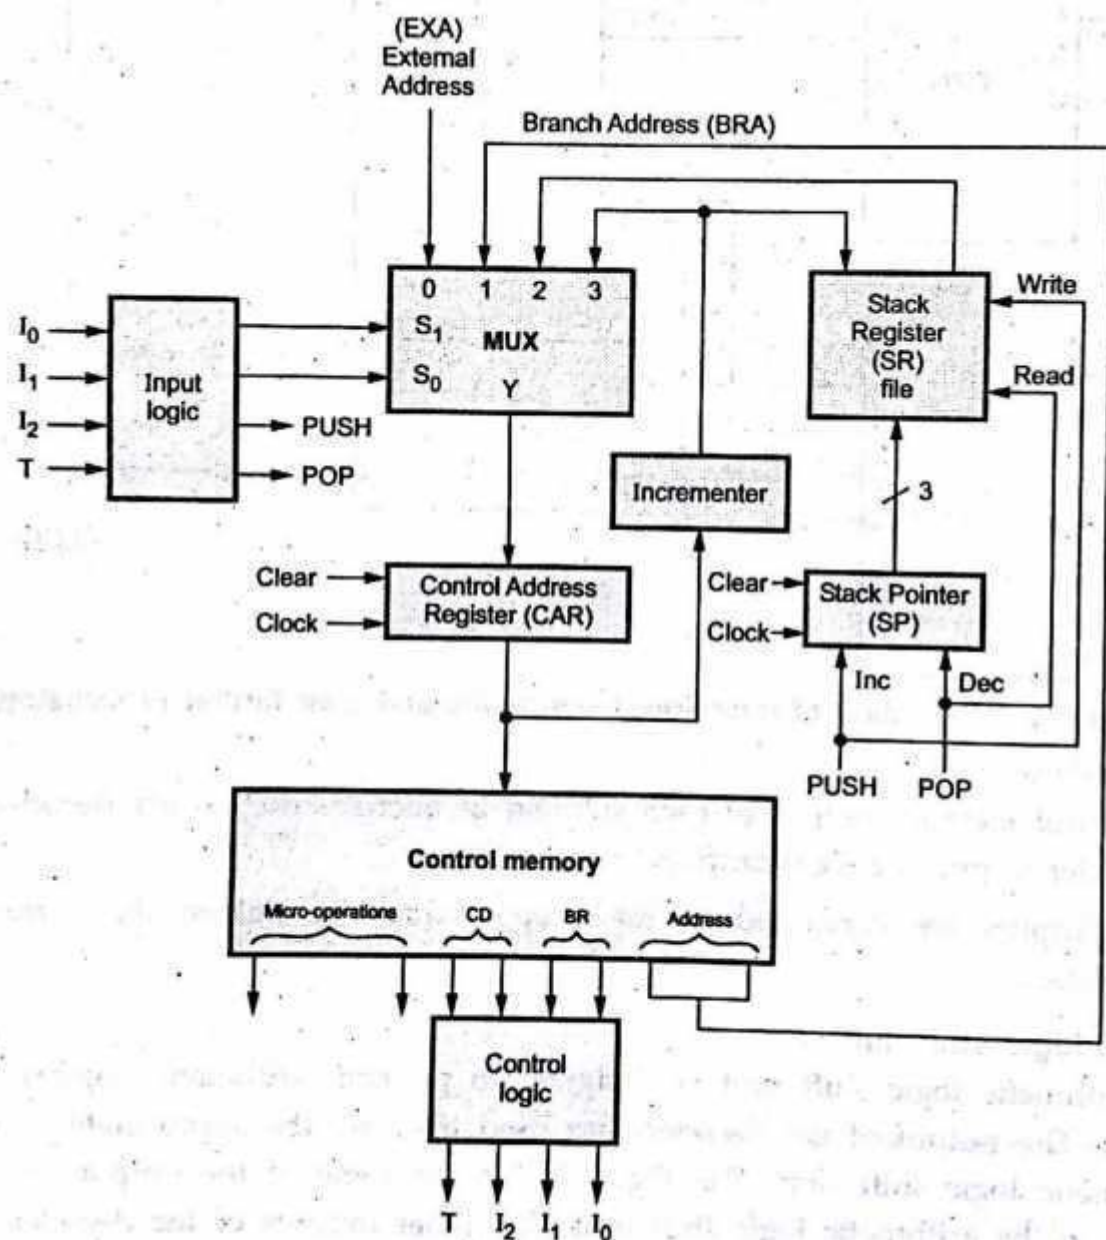 (EXA)
External
Address
Branch Address (BRA)
0 1 2 3
S1
MUX
S0
Y
I0
I1
I2
T
Input
logic
PUSH
POP
Stack
Register
(SR)
file
Write
Read
Incrementer
3
Clear
Clock
Control Address
Register (CAR)
Clear
Clock
Stack Pointer
(SP)
Inc
Dec
PUSH
POP
Control memory
Micro-operations CD BR Address
Control
logic
T I2 I1 I0